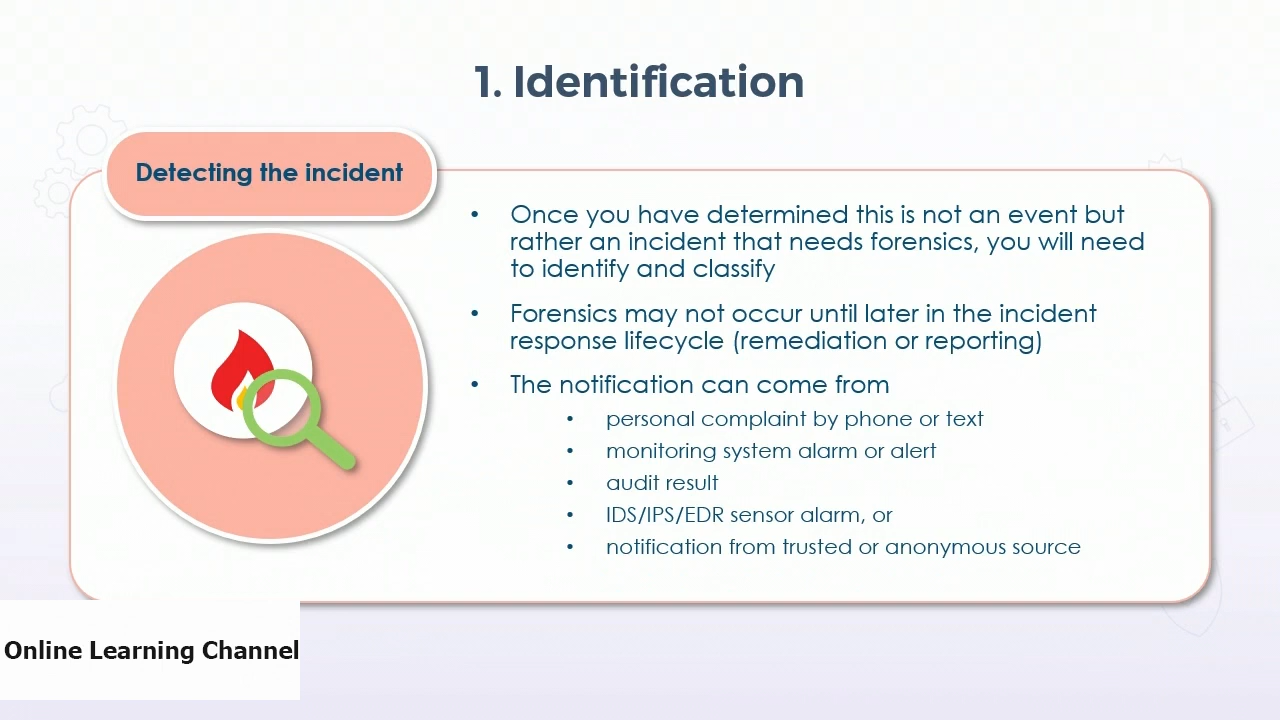 1. Identification
Detecting the incident
• Once you have determined this is not an event but
rather an incident that needs forensics, you will need
to identify and classify
• Forensics may not occur until later in the incident
response lifecycle (remediation or reporting)
• The notification can come from
• personal complaint by phone or text
• monitoring system alarm or alert
• audit result
• IDS/IPS/EDR sensor alarm, or
• notification from trusted or anonymous source
Online Learning Channel